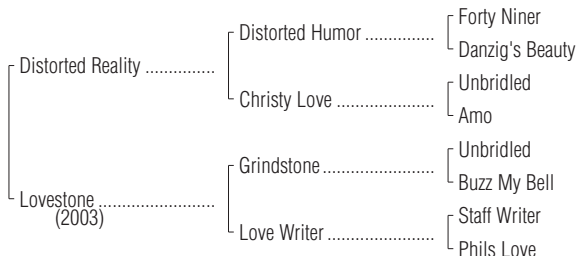 Forty Niner
Distorted Humor ...............
Danzig's Beauty
Distorted Reality ...............
Unbridled
Christy Love ......................
Amo
Unbridled
Grindstone .........................
Buzz My Bell
Lovestone .........................
(2003)
Staff Writer
Love Writer .......................
Phils Love